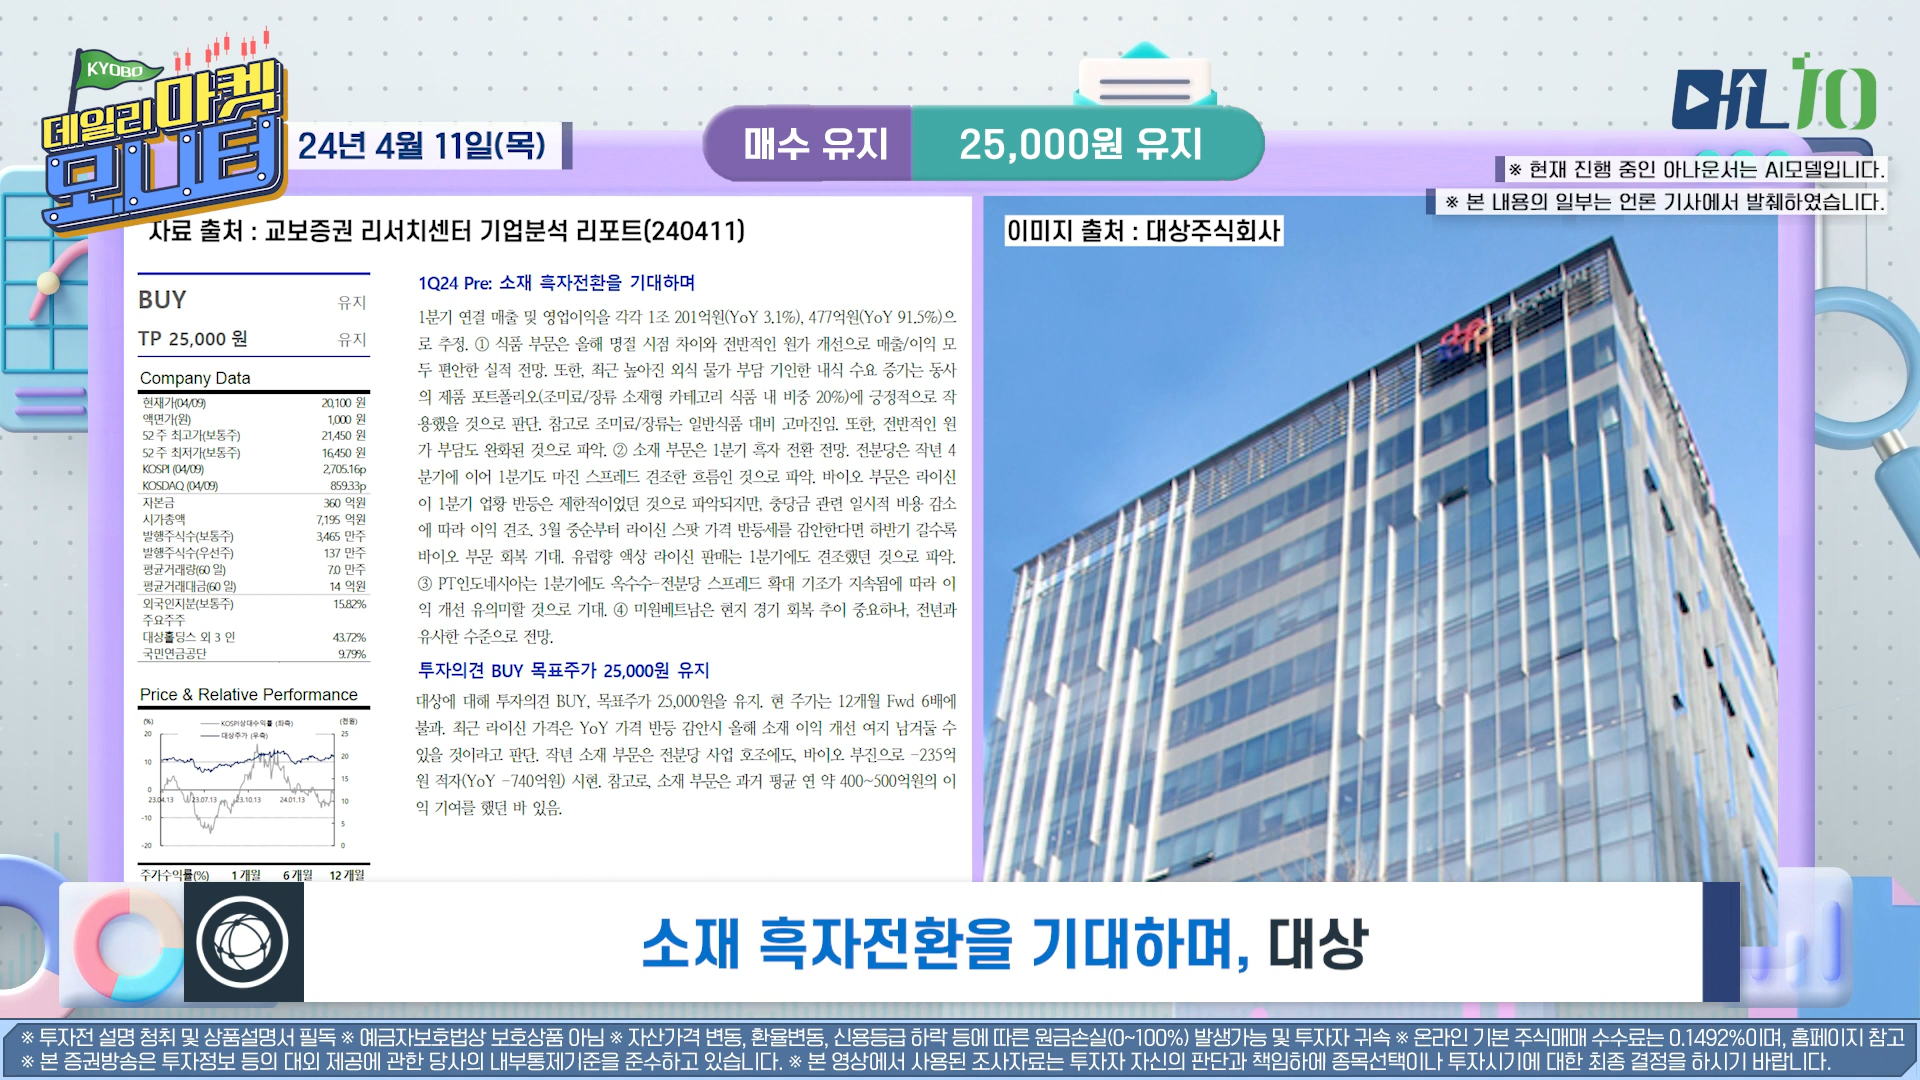 KYOBO
데일리 마켓
모니터
24년 4월 11일(목)
매수 유지
25,000원 유지
※ 현재 진행 중인 아나운서는 AI모델입니다.
※ 본 내용의 일부는 언론 기사에서 발췌하였습니다.
자료 출처 : 교보증권 리서치센터 기업분석 리포트(240411)
이미지 출처 : 대상주식회사
BUY 유지
TP 25,000 원 유지
Company Data
현재가(04/09) 20,100 원
액면가(원) 1,000 원
52 주 최고가(보통주) 21,450 원
52 주 최저가(보통주) 16,450 원
KOSPI (04/09) 2,705.16p
KOSDAQ (04/09) 859.33p
자본금 360 억원
시가총액 7,195 억원
발행주식수(보통주) 3,465 만주
발행주식수(우선주) 137 만주
평균거래량(60 일) 7.0 만주
평균거래대금(60 일) 14 억원
외국인지분(보통주) 15.82%
주요주주
대상홀딩스 외 3 인 43.72%
국민연금공단 9.79%
Price & Relative Performance
(%) KOSPI상대수익률 (좌측) (천원)
대상주가 (우측)
20 25
20
10 15
0
23.04.13 23.07.13 23.10.13 24.01.13 10
-10 5
-20 0
주가수익률(%) 1 개월 6 개월 12 개월
1Q24 Pre: 소재 흑자전환을 기대하며
1분기 연결 매출 및 영업이익을 각각 1조 201억원(YoY 3.1%), 477억원(YoY 91.5%)으
로 추정. ① 식품 부문은 올해 명절 시점 차이와 전반적인 원가 개선으로 매출/이익 모
두 편안한 실적 전망. 또한, 최근 높아진 외식 물가 부담 기인한 내식 수요 증가는 동사
의 제품 포트폴리오(조미료/장류 소재형 카테고리 식품 내 비중 20%)에 긍정적으로 작
용했을 것으로 판단. 참고로 조미료/장류는 일반식품 대비 고마진임. 또한, 전반적인 원
가 부담도 완화된 것으로 파악. ② 소재 부문은 1분기 흑자 전환 전망. 전분당은 작년 4
분기에 이어 1분기도 마진 스프레드 견조한 흐름인 것으로 파악. 바이오 부문은 라이신
이 1분기 업황 반등은 제한적이었던 것으로 파악되지만, 충당금 관련 일시적 비용 감소
에 따라 이익 견조. 3월 중순부터 라이신 스팟 가격 반등세를 감안한다면 하반기 갈수록
바이오 부문 회복 기대. 유럽향 액상 라이신 판매는 1분기에도 견조했던 것으로 파악.
③ PT인도네시아는 1분기에도 옥수수-전분당 스프레드 확대 기조가 지속됨에 따라 이
익 개선 유의미할 것으로 기대. ④ 미원베트남은 현지 경기 회복 추이 중요하나, 전년과
유사한 수준으로 전망.
투자의견 BUY 목표주가 25,000원 유지
대상에 대해 투자의견 BUY, 목표주가 25,000원을 유지. 현 주가는 12개월 Fwd 6배에
불과. 최근 라이신 가격은 YoY 가격 반등 감안시 올해 소재 이익 개선 여지 남겨둘 수
있을 것이라고 판단. 작년 소재 부문은 전분당 사업 호조에도, 바이오 부진으로 -235억
원 적자(YoY -740억원) 시현. 참고로, 소재 부문은 과거 평균 연 약 400~500억원의 이
익 기여를 했던 바 있음.
소재 흑자전환을 기대하며, 대상
※ 투자전 설명 청취 및 상품설명서 필독 ※ 예금자보호법상 보호상품 아님 ※ 자산가격 변동, 환율변동, 신용등급 하락 등에 따른 원금손실(0~100%) 발생가능 및 투자자 귀속 ※ 온라인 기본 주식매매 수수료는 0.1492%이며, 홈페이지 참고
※ 본 증권방송은 투자정보 등의 대외 제공에 관한 당사의 내부통제기준을 준수하고 있습니다. ※ 본 영상에서 사용된 조사자료는 투자자 자신의 판단과 책임하에 종목선택이나 투자시기에 대한 최종 결정을 하시기 바랍니다.